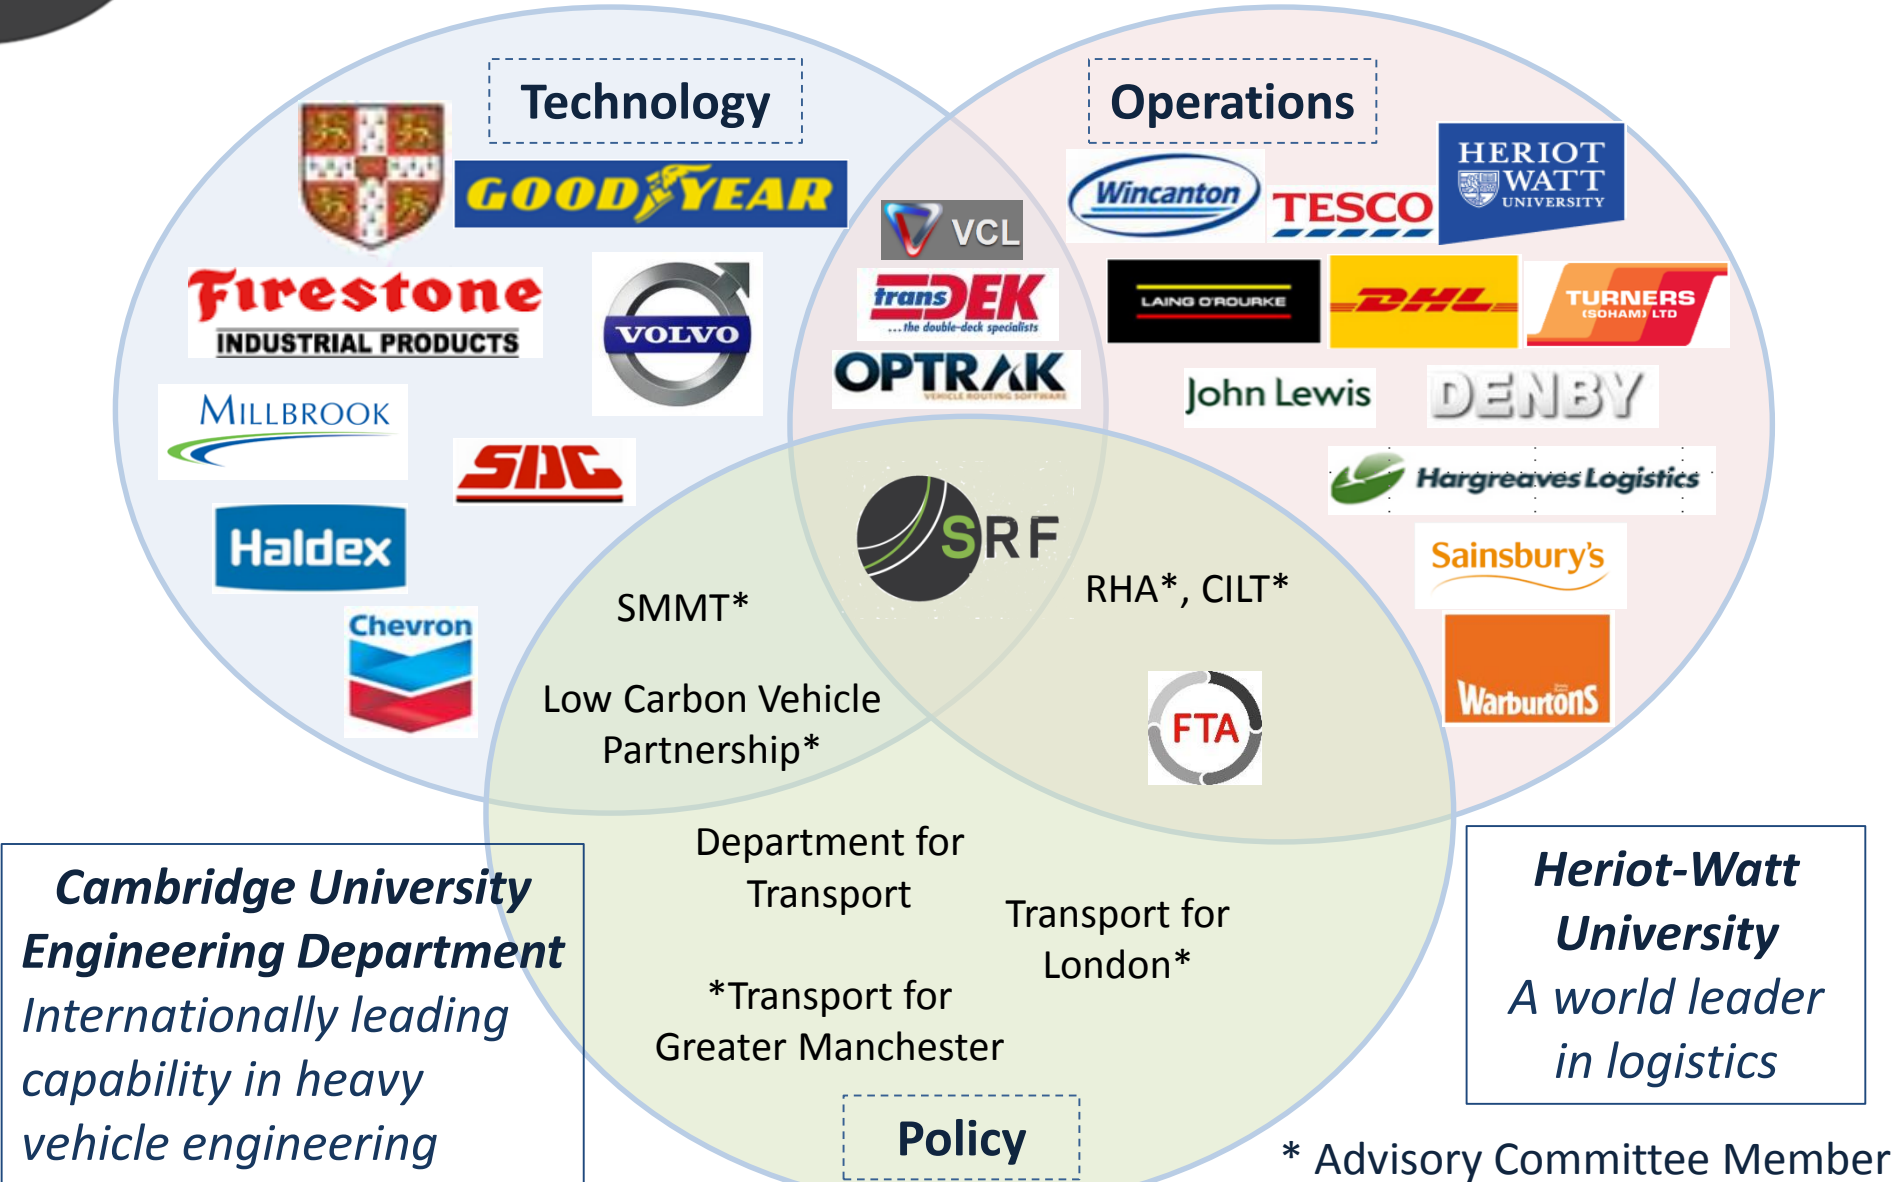 Technology
Operations
GOODYEAR
Wincanton
TESCO
HERIOT
WATT
UNIVERSITY
VCL
Firestone
INDUSTRIAL PRODUCTS
VOLVO
transDEK
...the double-deck specialists
LAING O'ROURKE
DHL
TURNERS
(SOHAM) LTD
OPTRAK
VEHICLE ROUTING SOFTWARE
MILLBROOK
John Lewis
DENBY
SDC
Hargreaves Logistics
Haldex
SRF
Sainsbury's
SMMT*
RHA*, CILT*
Chevron
Low Carbon Vehicle
Partnership*
FTA
Warburtons
Department for
Transport
Transport for
London*
*Transport for
Greater Manchester
Policy
Cambridge University
Engineering Department
Internationally leading
capability in heavy
vehicle engineering
Heriot-Watt
University
A world leader
in logistics
* Advisory Committee Member